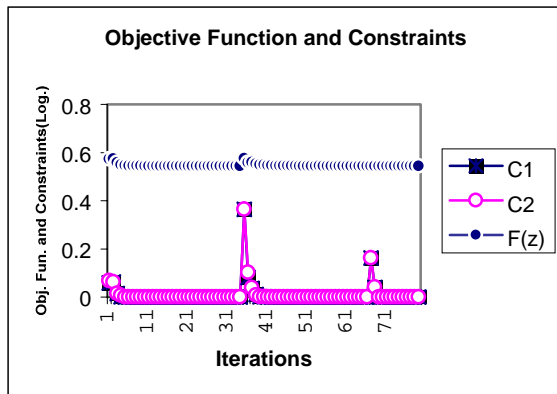 Objective Function and Constraints
Obj. Fun. and Constraints(Log.)
0.8
0.6
0.4
0.2
0
1
11
21
31
41
51
61
71
Iterations
C1
C2
F(z)